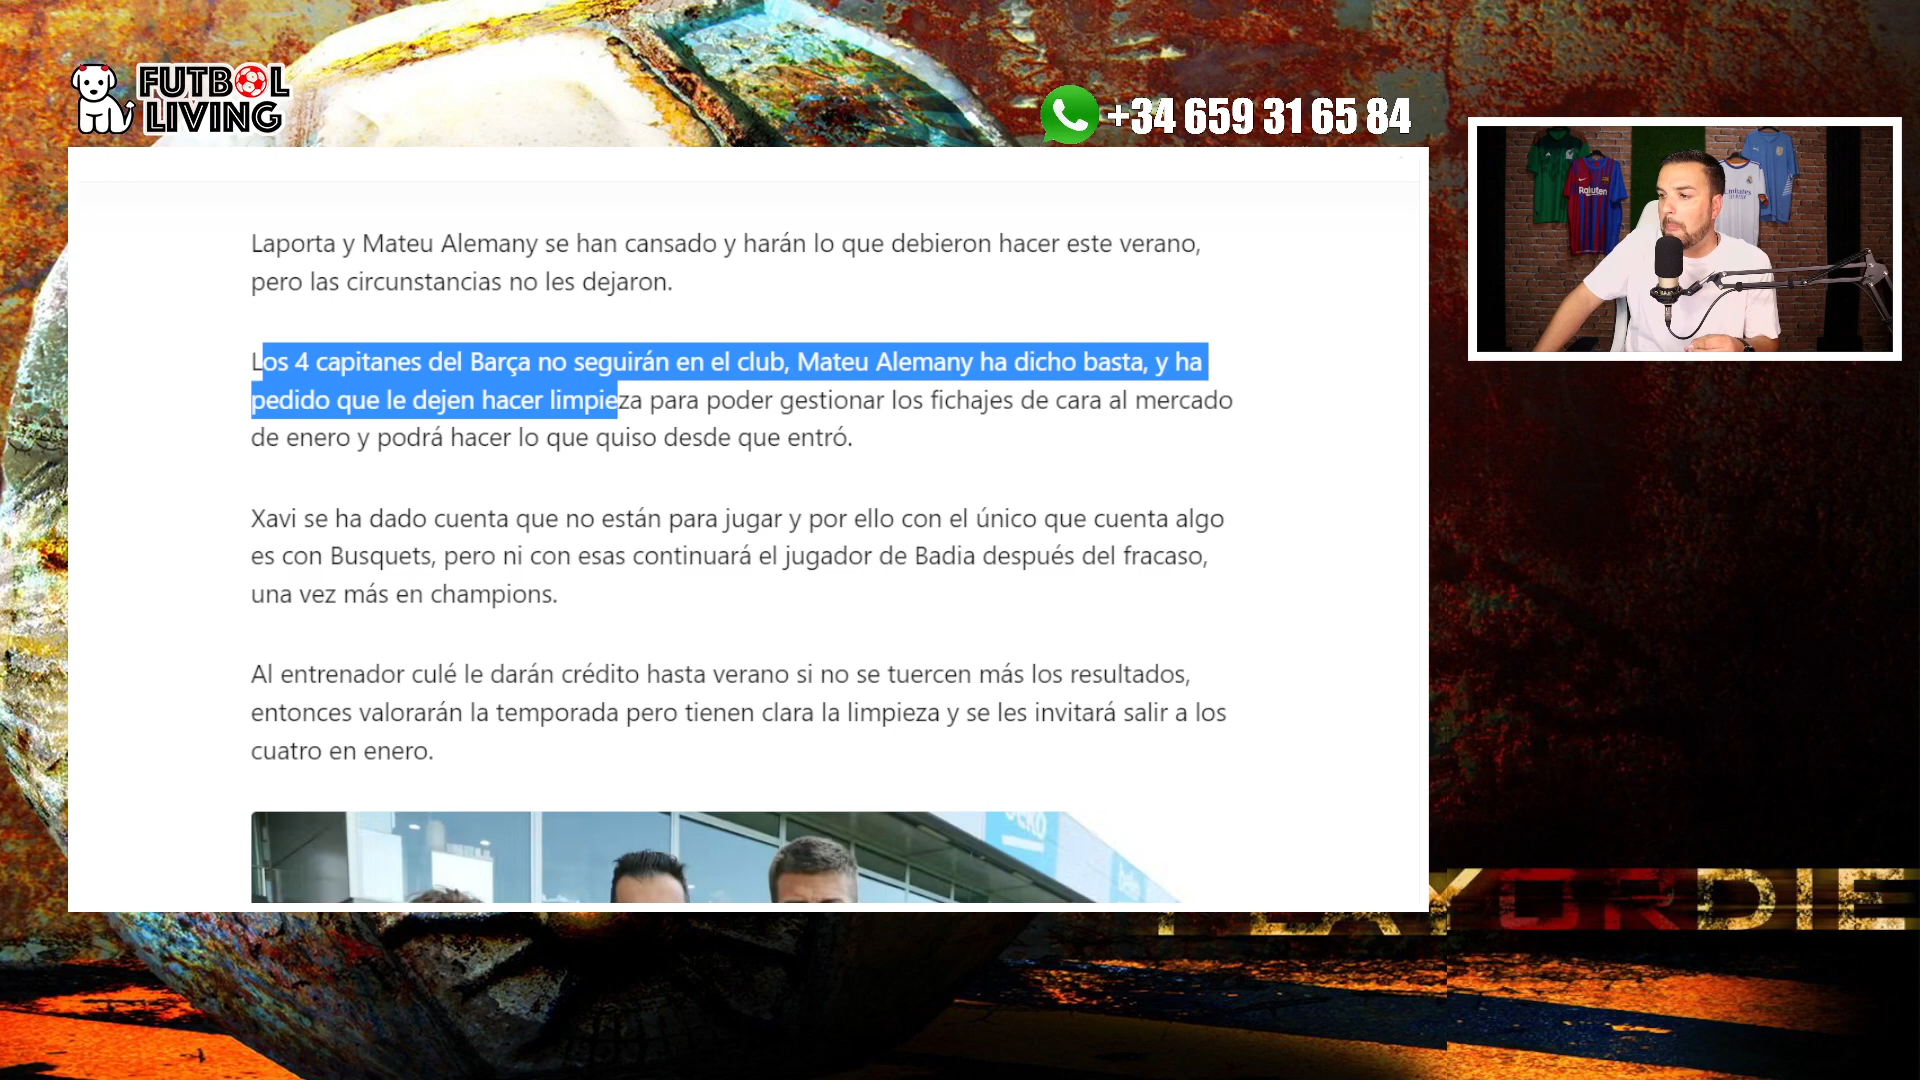 FUTBOL
LIVING
+34 659 31 65 84
Rakuten
Laporta y Mateu Alemany se han cansado y harán lo que debieron hacer este verano,
pero las circunstancias no les dejaron.
Los 4 capitanes del Barça no seguirán en el club, Mateu Alemany ha dicho basta, y ha
pedido que le dejen hacer limpieza para poder gestionar los fichajes de cara al mercado
de enero y podrá hacer lo que quiso desde que entró.
Xavi se ha dado cuenta que no están para jugar y por ello con el único que cuenta algo
es con Busquets, pero ni con esas continuará el jugador de Badia después del fracaso,
una vez más en champions.
Al entrenador culé le darán crédito hasta verano si no se tuercen más los resultados,
entonces valorarán la temporada pero tienen clara la limpieza y se les invitará salir a los
cuatro en enero.
OR DIE